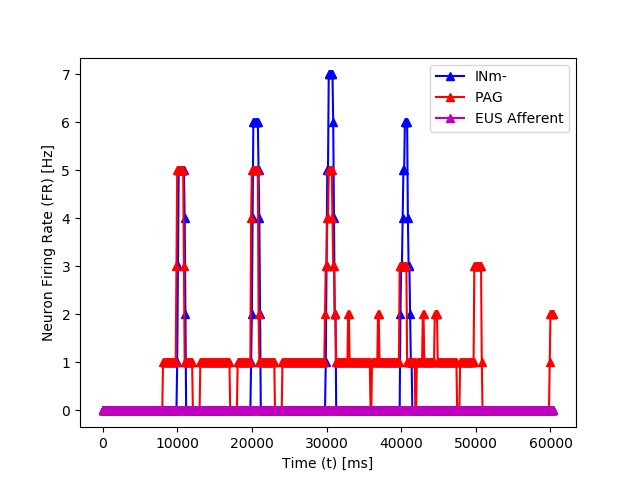 INm-
PAG
EUS Afferent
Neuron Firing Rate (FR) [Hz]
7
6
5
4
3
2
1
0
0 10000 20000 30000 40000 50000 60000
Time (t) [ms]